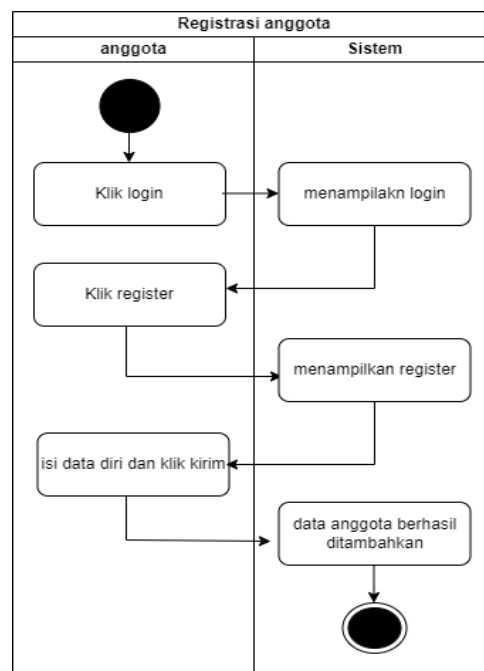 Registrasi anggota
anggota
Sistem
Klik login
menampilakn login
Klik register
menampilkan register
isi data diri dan klik kirim
data anggota berhasil
ditambahkan